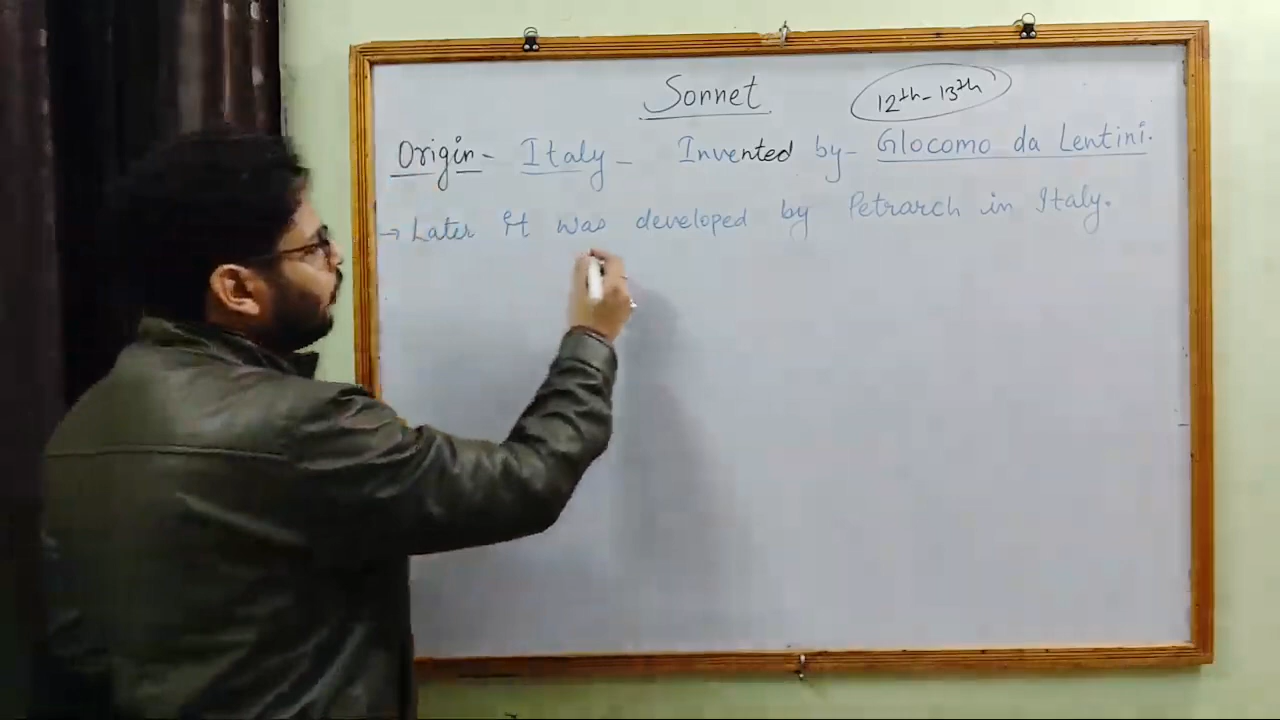 Sonnet 12th - 13th
Origin - Italy - Invented by - Glocomo da Lentini.
→ Later it was developed by Petrarch in Italy.